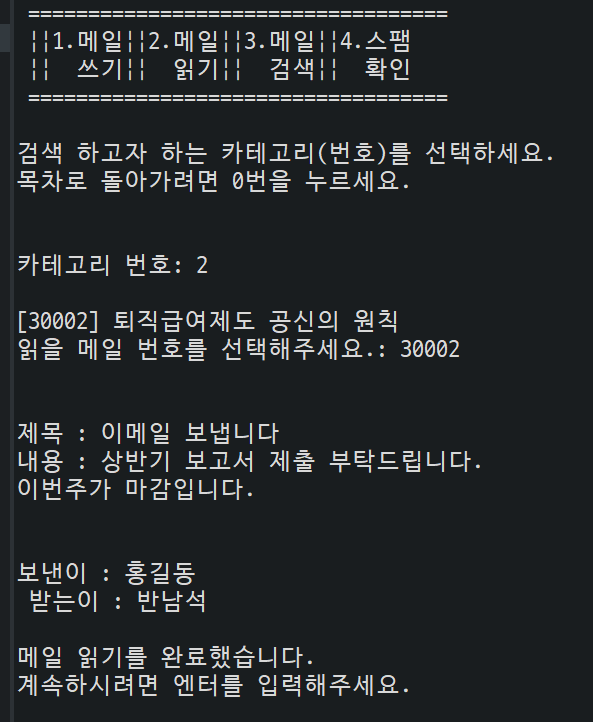 ===================================
¦¦1.메일¦¦2.메일¦¦3.메일¦¦4.스팸
¦¦  쓰기¦¦  읽기¦¦  검색¦¦  확인
===================================
검색 하고자 하는 카테고리(번호)를 선택하세요.
목차로 돌아가려면 0번을 누르세요.
카테고리 번호: 2
[30002] 퇴직급여제도 공신의 원칙
읽을 메일 번호를 선택해주세요.: 30002
제목 : 이메일 보냅니다
내용 : 상반기 보고서 제출 부탁드립니다.
이번주가 마감입니다.
보낸이 : 홍길동
받는이 : 반남석
메일 읽기를 완료했습니다.
계속하시려면 엔터를 입력해주세요.